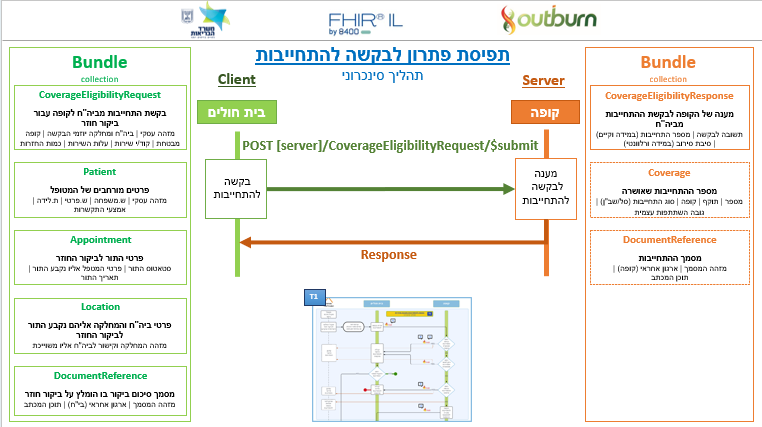 משרד
הבריאות
FHIR® IL
by 8400
outburn
תפיסת פתרון לבקשה להתחייבות
תהליך סינכרוני
Bundle
collection
CoverageEligibilityRequest
בקשת התחייבות מביה"ח לקופה עבור
ביקור חוזר
מזהה עסקי | ביה"ח ומחלקה יוזמי הבקשה | קופה
מבטחת | קוד/י שירות | עלות השירות | כמות החזרות
Patient
פרטים מורחבים של המטופל
מזהה עסקי | ש.משפחה | ש.פרטי | ת.לידה |
אמצעי התקשרות
Appointment
פרטי התור לביקור החוזר
סטאטוס התור | פרטי המטפל אליו נקבע התור |
תאריך התור
Location
פרטי ביה"ח והמחלקה אליהם נקבע התור
לביקור החוזר
מזהה המחלקה וקישור לביה"ח אליו משוייכת
DocumentReference
מסמך סיכום ביקור בו הומלץ על ביקור חוזר
מזהה המסמך | ארגון אחראי (בי"ח) | תוכן המכתב
Client
בית חולים
Server
קופה
POST [server]/CoverageEligibilityRequest/$submit
בקשה
להתחייבות
מענה
לבקשה
להתחייבות
Response
דבר
Bundle
collection
CoverageEligibilityResponse
מענה של הקופה לבקשת ההתחייבות
מביה"ח
תשובה לבקשה | מספר התחייבות (במידה וקיים)
| סיבת סירוב (במידה ורלוונטי)
Coverage
מספר ההתחייבות שאושרה
מספר | תוקף | קופה | סוג התחייבות (סל/שב"ן) |
גובה השתתפות עצמית
DocumentReference
מסמך ההתחייבות
מזהה המסמך | ארגון אחראי (קופה) |
תוכן המכתב